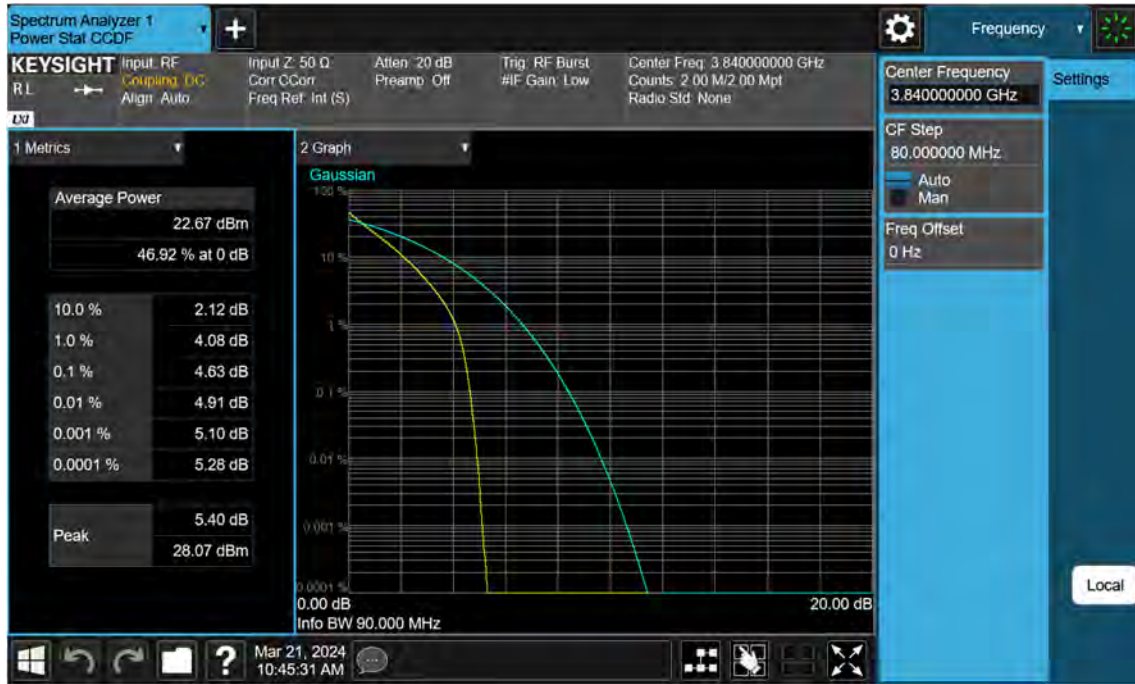 Spectrum Analyzer 1
Power Stat CCDF
+
Frequency
KEYSIGHT
R L
LXI
Input: RF
Coupling: DC
Align: Auto
Input Z: 50 Ω
Corr CCorr
Freq Ref: Int (S)
Atten: 20 dB
Preamp: Off
Trig: RF Burst
#IF Gain: Low
Center Freq: 3.840000000 GHz
Counts: 2.00 M/2.00 Mpt
Radio Std: None
Center Frequency
3.840000000 GHz
Settings
CF Step
80.000000 MHz
Auto
Man
Freq Offset
0 Hz
1 Metrics
Average Power
22.67 dBm
46.92 % at 0 dB
10.0 % 2.12 dB
1.0 % 4.08 dB
0.1 % 4.63 dB
0.01 % 4.91 dB
0.001 % 5.10 dB
0.0001 % 5.28 dB
Peak
5.40 dB
28.07 dBm
2 Graph
Gaussian
100 %
10 %
1 %
0.1 %
0.01 %
0.001 %
0.0001 %
0.00 dB
20.00 dB
Info BW 90.000 MHz
Local
?
Mar 21, 2024
10:45:31 AM